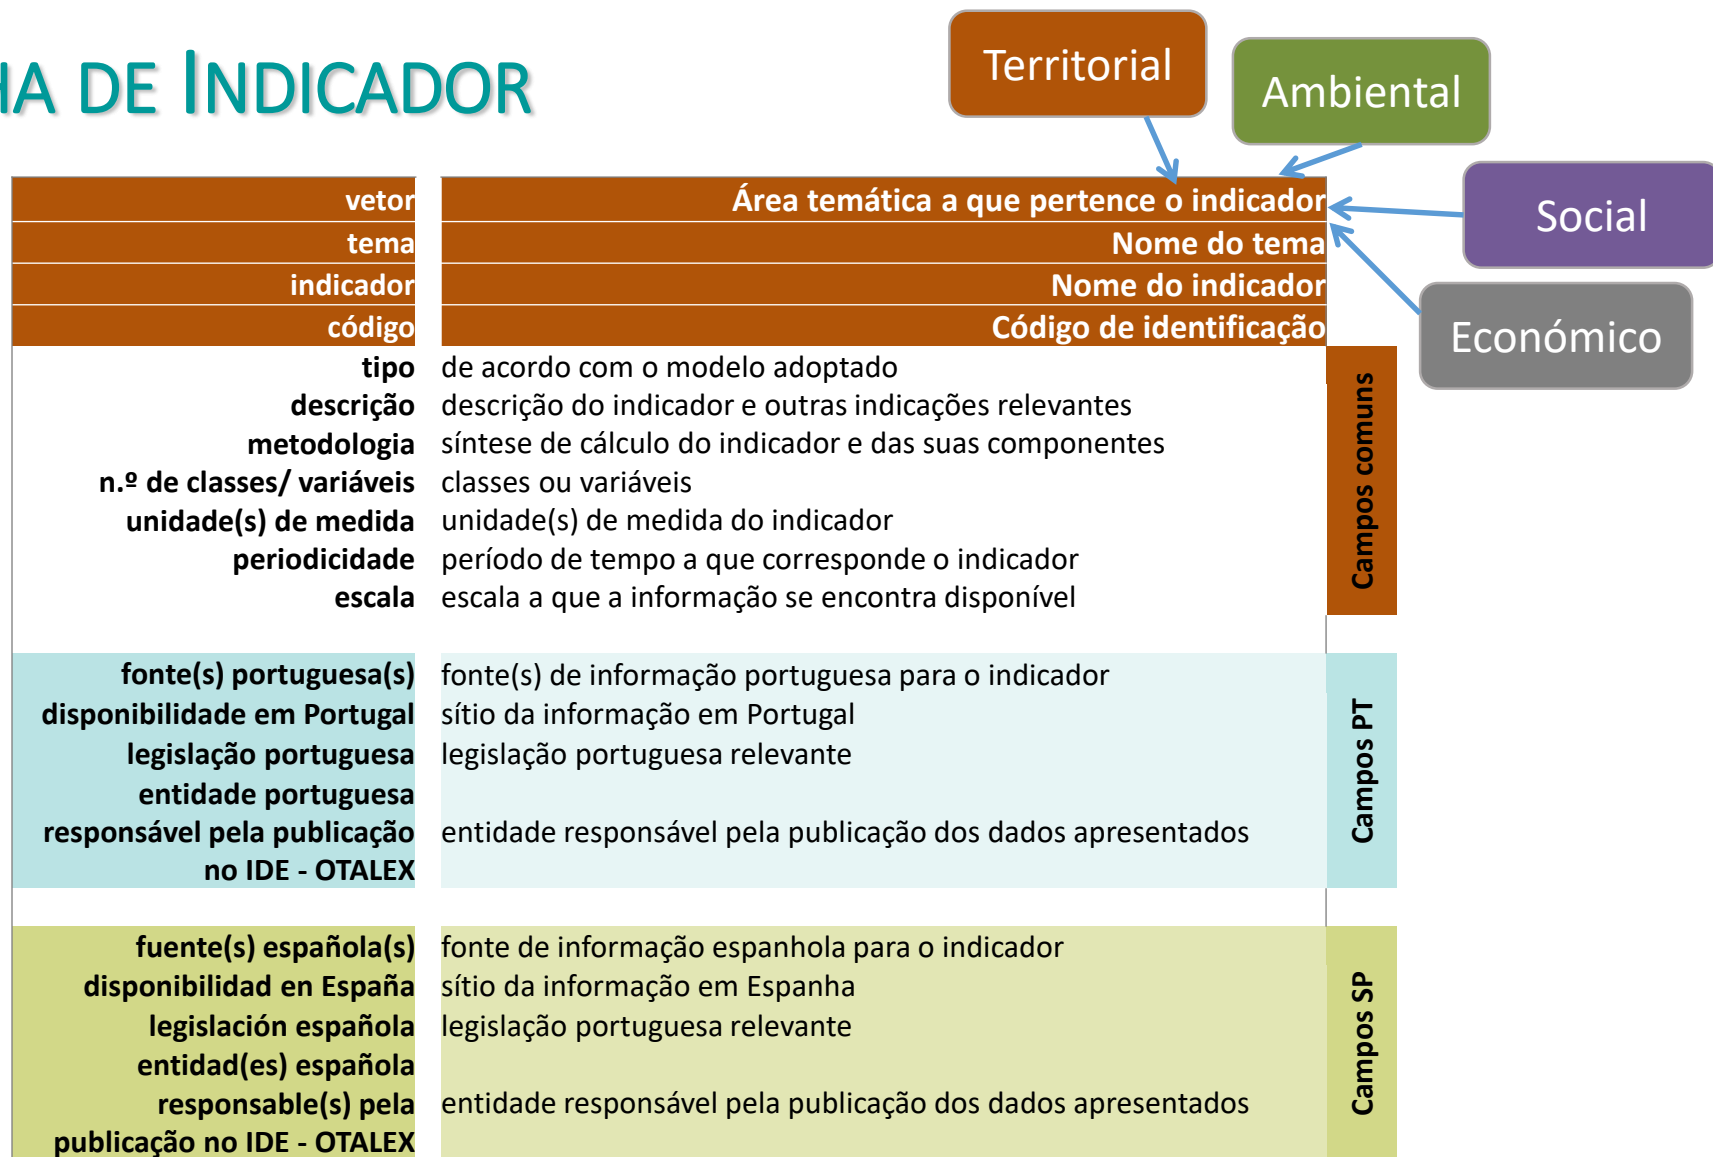 HA DE INDICADOR
Territorial
Ambiental
Social
Económico
vetor Área temática a que pertence o indicador
tema Nome do tema
indicador Nome do indicador
código Código de identificação
tipo de acordo com o modelo adoptado
descrição descrição do indicador e outras indicações relevantes
metodologia síntese de cálculo do indicador e das suas componentes
n.º de classes/ variáveis classes ou variáveis
unidade(s) de medida unidade(s) de medida do indicador
periodicidade período de tempo a que corresponde o indicador
escala escala a que a informação se encontra disponível
Campos comuns
fonte(s) portuguesa(s) fonte(s) de informação portuguesa para o indicador
disponibilidade em Portugal sítio da informação em Portugal
legislação portuguesa legislação portuguesa relevante
entidade portuguesa
responsável pela publicação entidade responsável pela publicação dos dados apresentados
no IDE - OTALEX
Campos PT
fuente(s) española(s) fonte de informação espanhola para o indicador
disponibilidad en España sítio da informação em Espanha
legislación española legislação portuguesa relevante
entidad(es) española
responsable(s) pela entidade responsável pela publicação dos dados apresentados
publicação no IDE - OTALEX
Campos SP